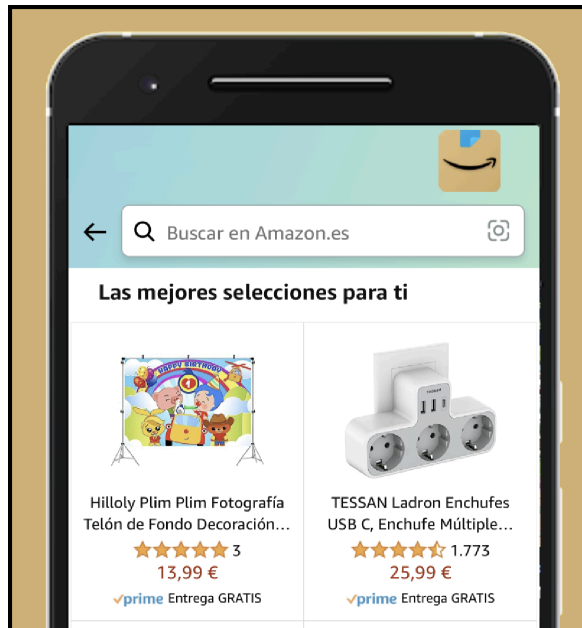 Buscar en Amazon.es
Las mejores selecciones para ti
HAPPY BIRTHDAY
1
TESSAN
Hilloly Plim Plim Fotografía
Telón de Fondo Decoración...
3
13,99 €
prime Entrega GRATIS
TESSAN Ladron Enchufes
USB C, Enchufe Múltiple...
1.773
25,99 €
prime Entrega GRATIS